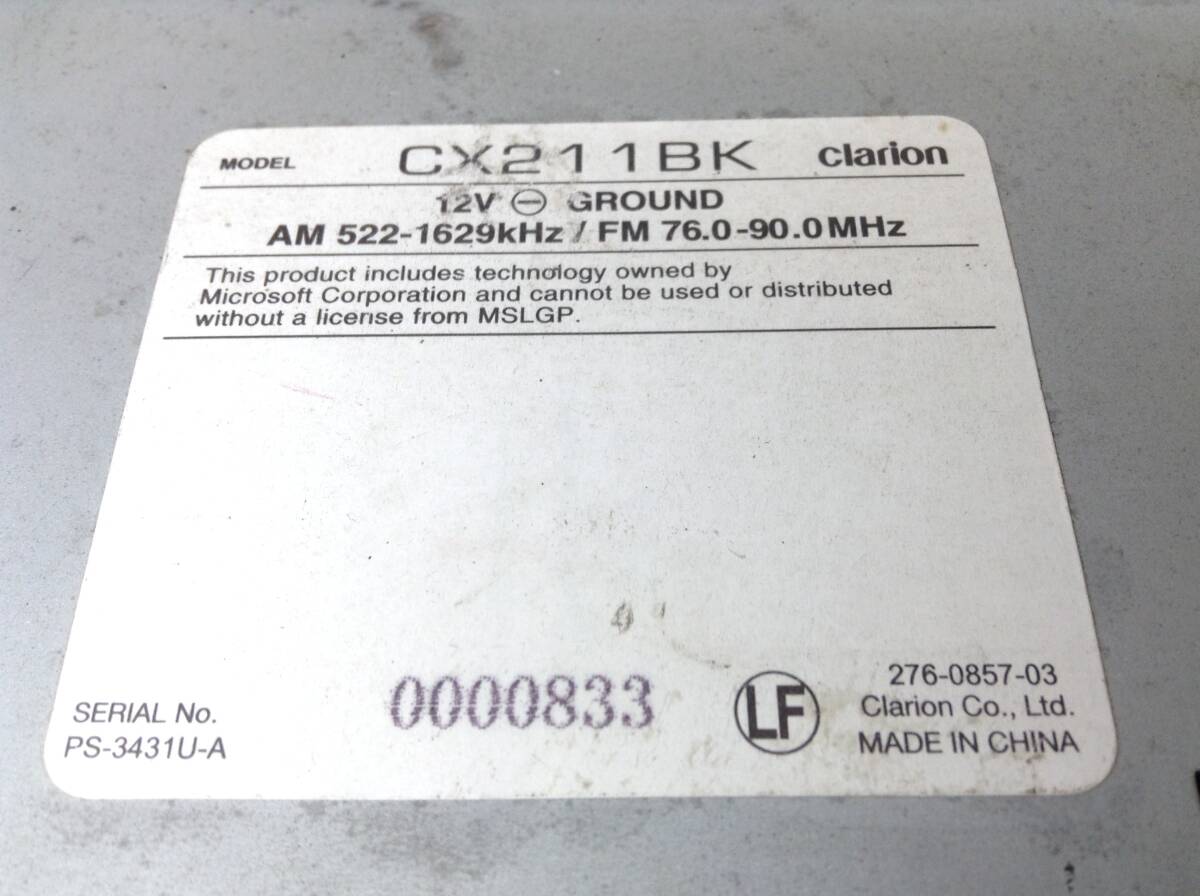 MODEL CX211BK clarion
12V ⊖ GROUND
AM 522-1629kHz / FM 76.0-90.0MHz
This product includes technology owned by
Microsoft Corporation and cannot be used or distributed
without a license from MSLGP.
SERIAL No.
PS-3431U-A
0000833
LF
276-0857-03
Clarion Co., Ltd.
MADE IN CHINA